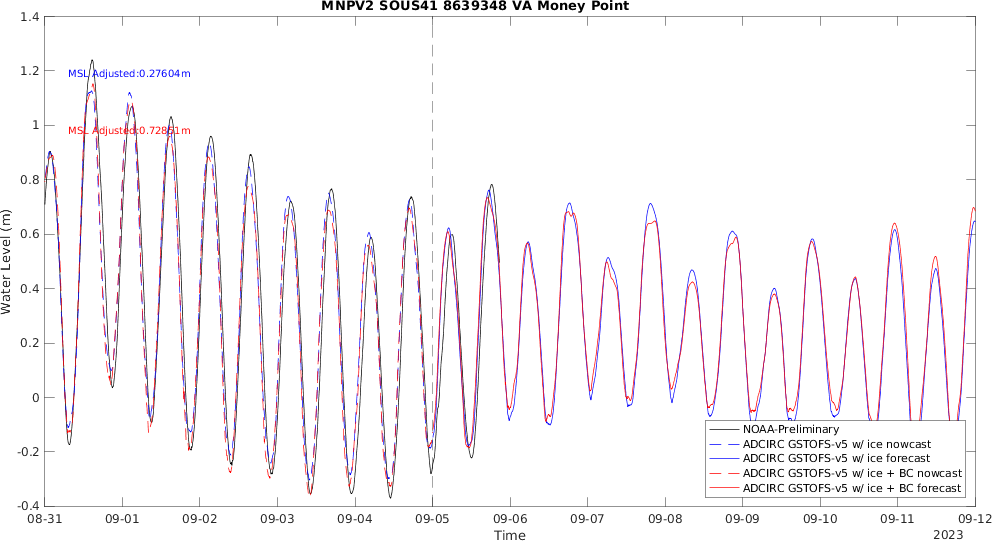 MNPV2 SOUS41 8639348 VA Money Point
1.4
1.2
1
0.8
0.6
0.4
0.2
0
-0.2
-0.4
Water Level (m)
MSL Adjusted:0.27604m
MSL Adjusted:0.72851m
NOAA-Preliminary
ADCIRC GSTOFS-v5 w/ ice nowcast
ADCIRC GSTOFS-v5 w/ ice forecast
ADCIRC GSTOFS-v5 w/ ice + BC nowcast
ADCIRC GSTOFS-v5 w/ ice + BC forecast
08-31 09-01 09-02 09-03 09-04 09-05 09-06 09-07 09-08 09-09 09-10 09-11 09-12
Time
2023